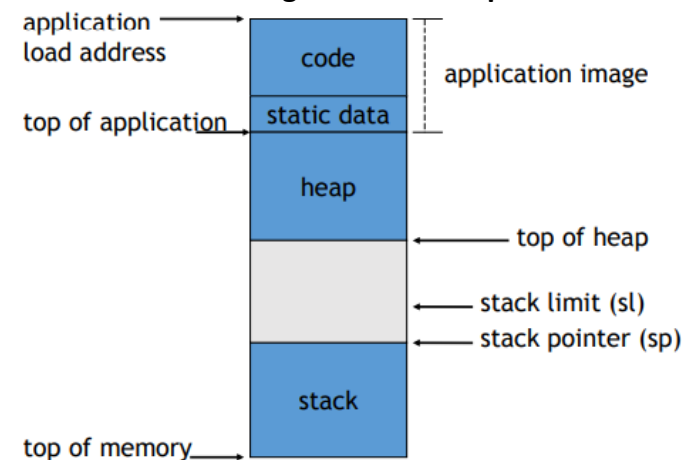 application
load address
code
application image
static data
top of application
heap
top of heap
stack limit (sl)
stack pointer (sp)
stack
top of memory